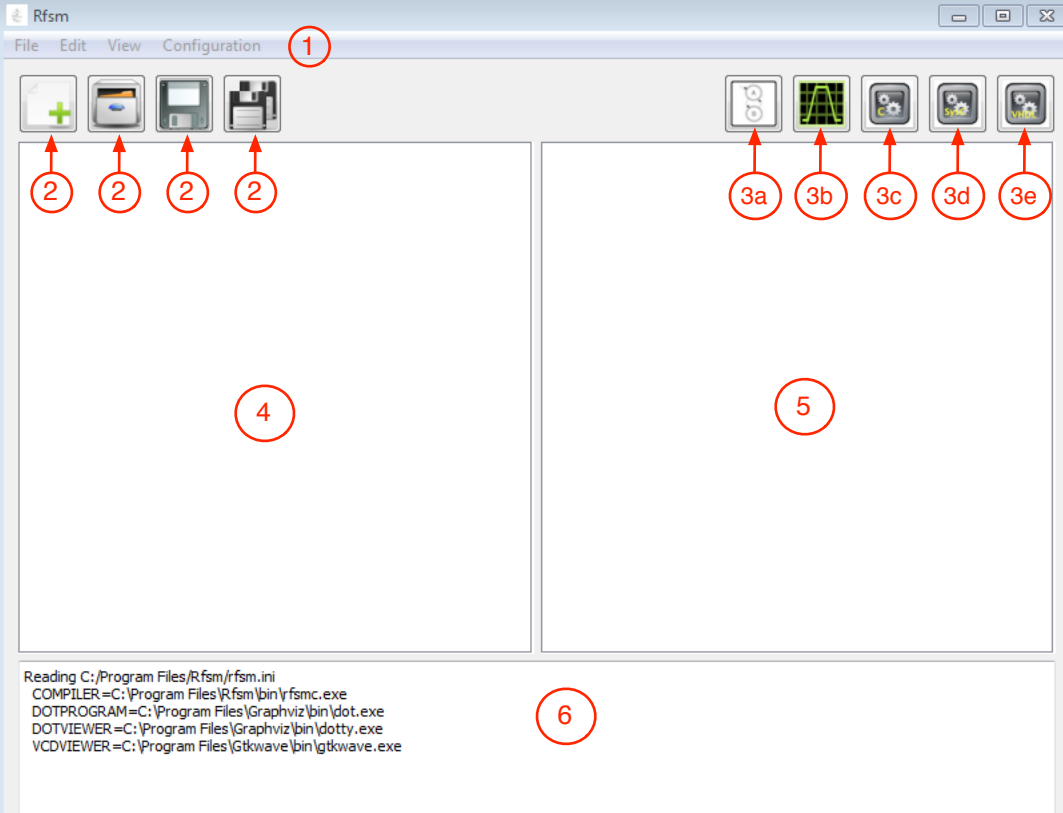 Rfsm
File Edit View Configuration 1
C SystC VHDL
2 2 2 2 3a 3b 3c 3d 3e
4 5
Reading C:/Program Files/Rfsm/rfsm.ini
COMPILER=C:\Program Files\Rfsm\bin\rfsmc.exe
DOTPROGRAM=C:\Program Files\Graphviz\bin\dot.exe
DOTVIEWER=C:\Program Files\Graphviz\bin\dotty.exe
VCDVIEWER=C:\Program Files\Gtkwave\bin\gtkwave.exe
6